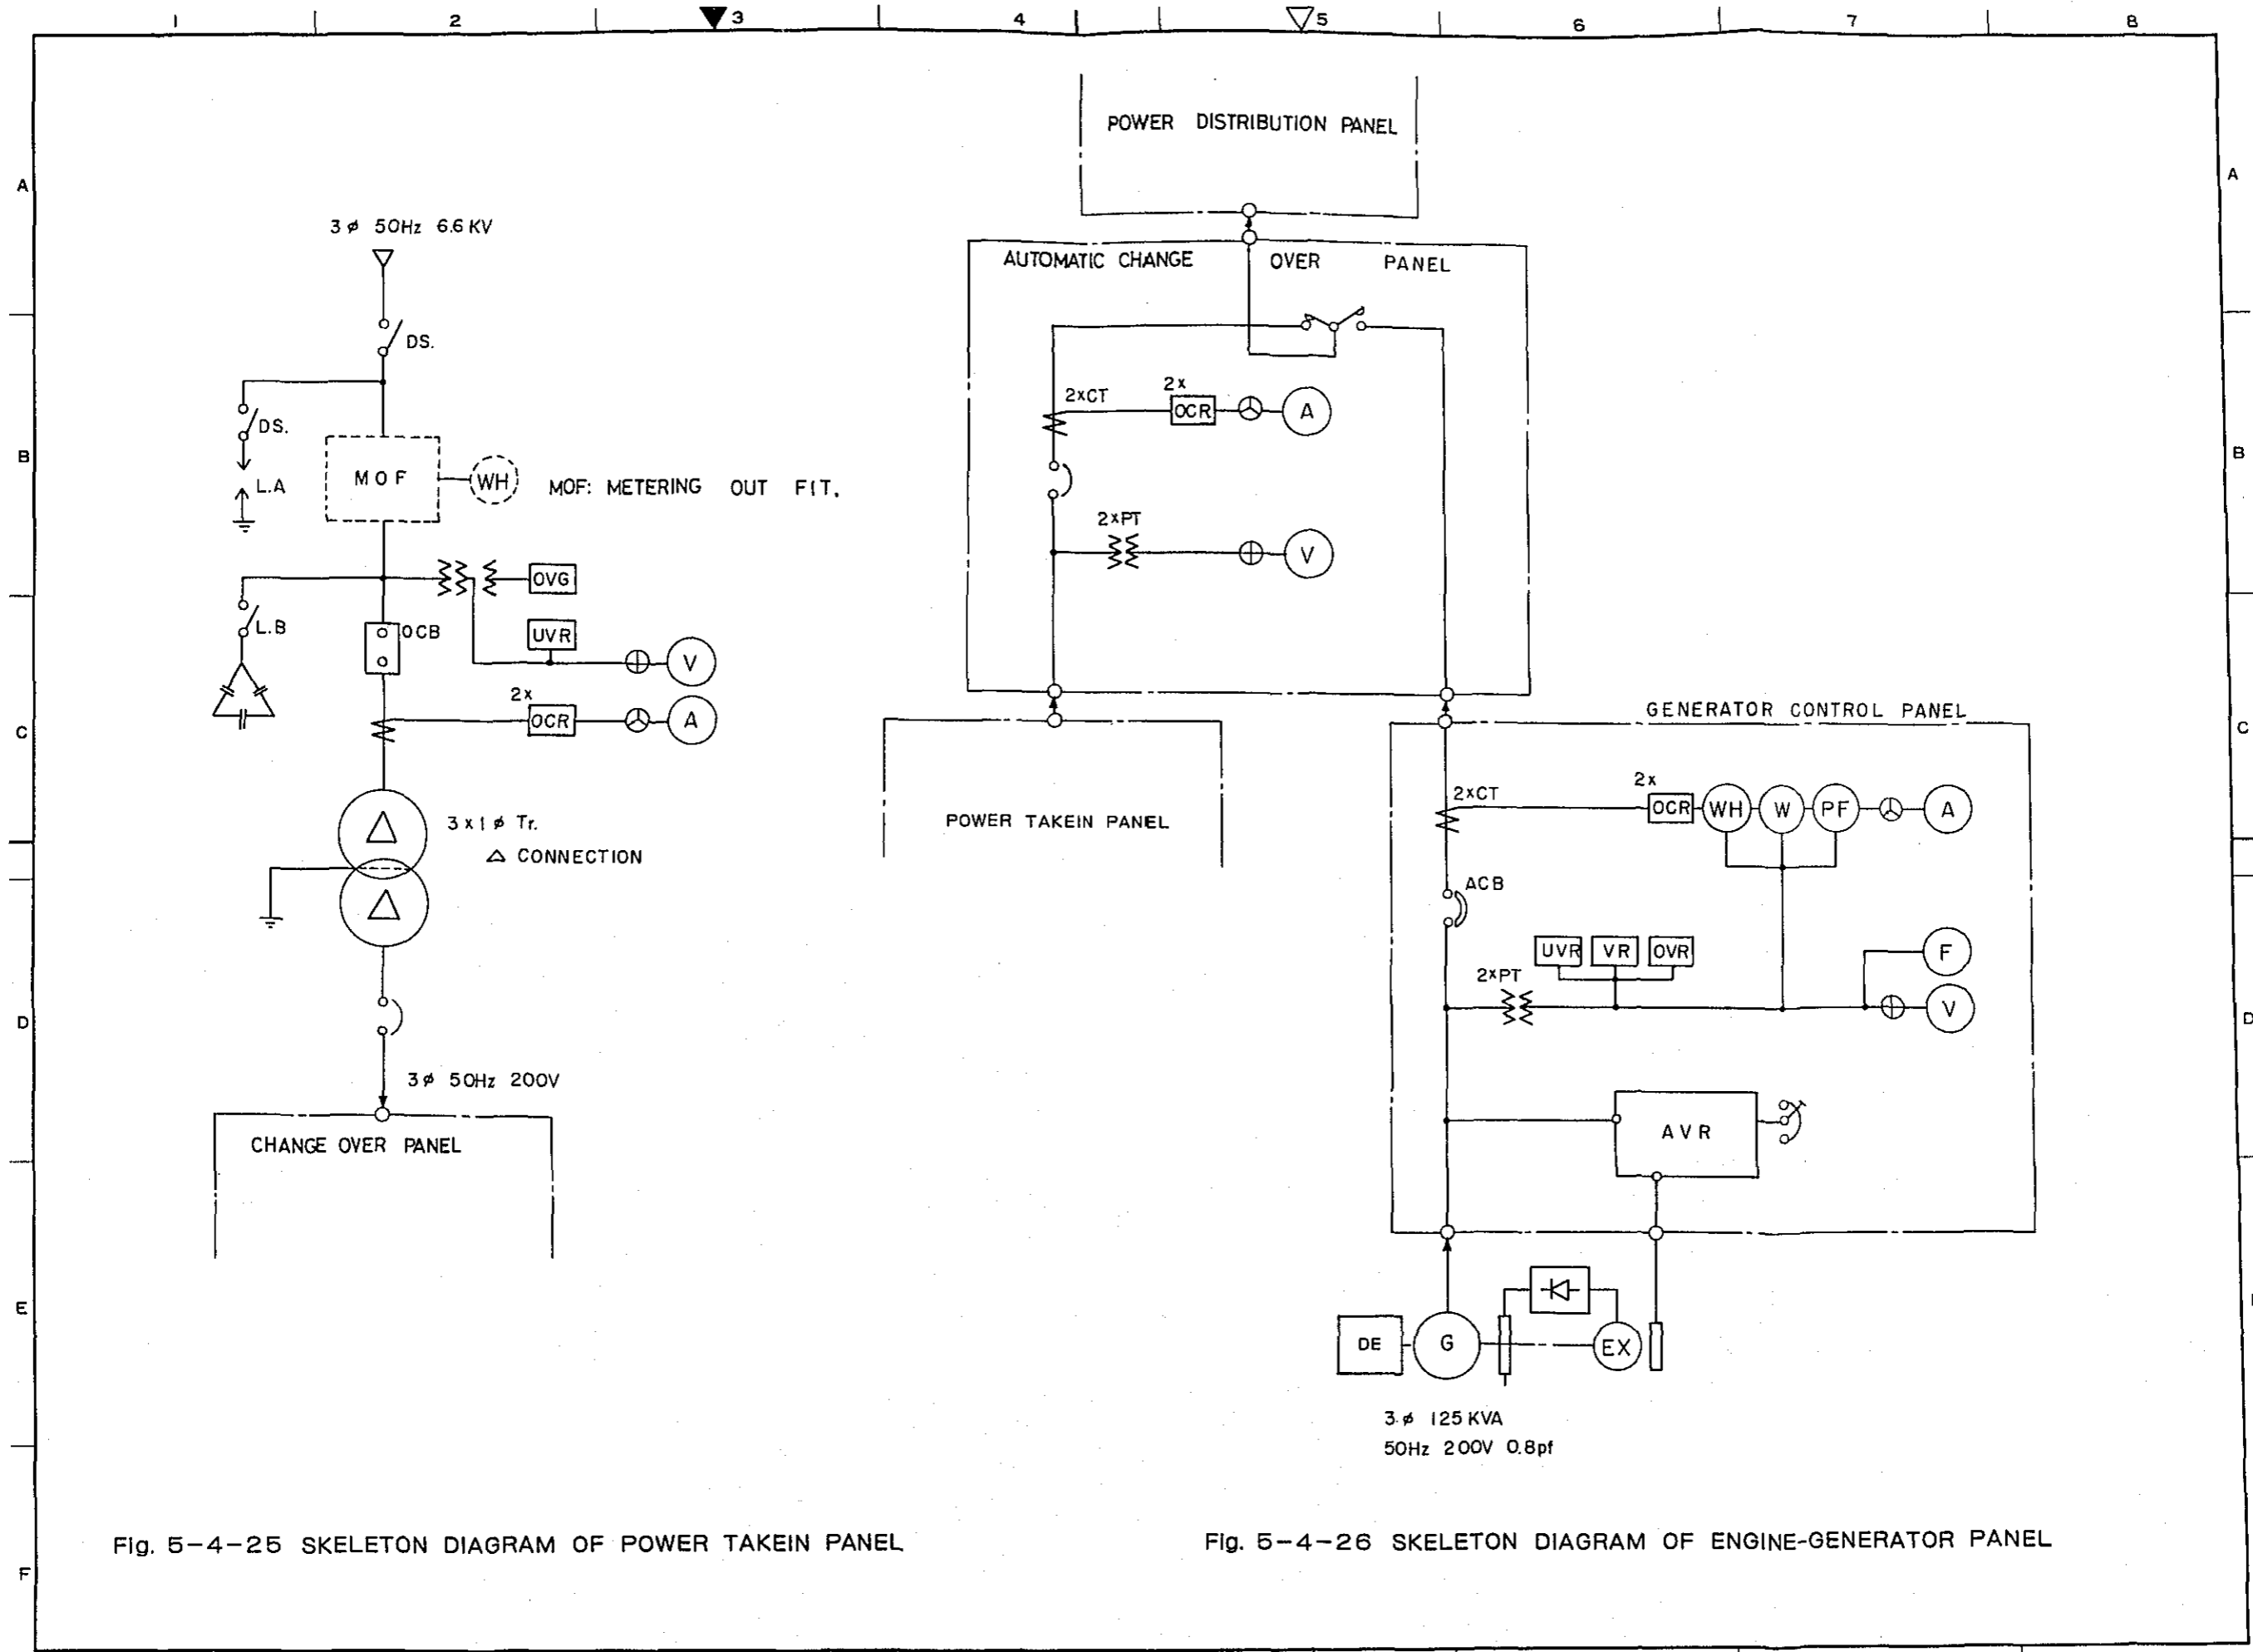 1 2 3 4 5 6 7 8
A
B
C
D
E
F
3ø 50Hz 6.6KV
DS.
DS.
L.A
MOF
WH
MOF: METERING OUT FIT.
OVG
L.B
OCB
UVR
V
2x
OCR
A
3x1ø Tr.
△ CONNECTION
△
△
3ø 50Hz 200V
CHANGE OVER PANEL
Fig. 5-4-25 SKELETON DIAGRAM OF POWER TAKEIN PANEL
POWER DISTRIBUTION PANEL
AUTOMATIC CHANGE OVER PANEL
2xCT
2x
OCR
A
2xPT
V
POWER TAKEIN PANEL
GENERATOR CONTROL PANEL
2xCT
2x
OCR
WH
W
PF
A
ACB
UVR
VR
OVR
F
2xPT
V
AVR
DE
G
EX
3.ø 125KVA
50Hz 200V 0.8pf
Fig. 5-4-26 SKELETON DIAGRAM OF ENGINE-GENERATOR PANEL
A
B
C
D